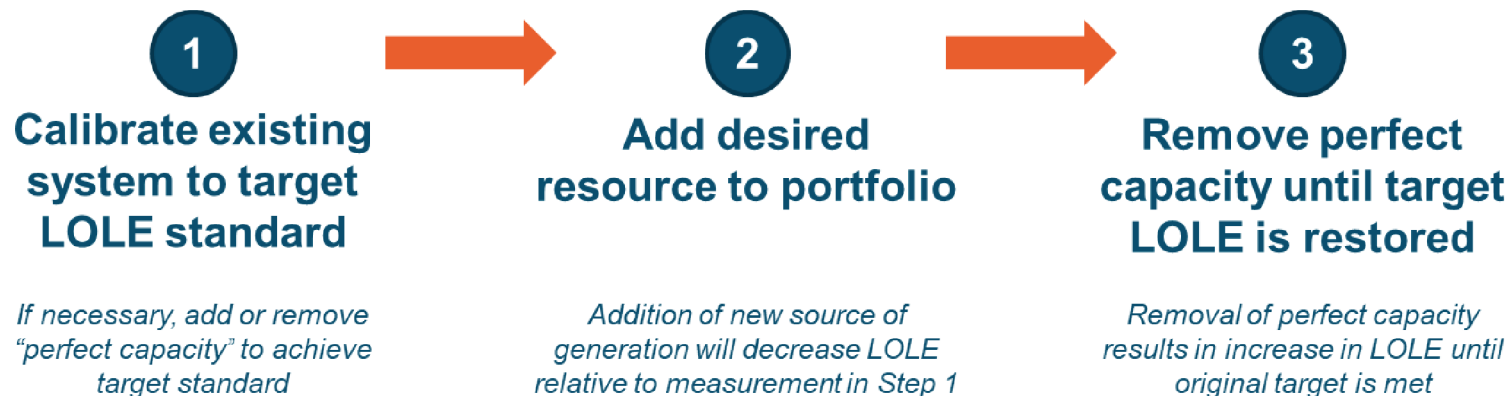 1
Calibrate existing
system to target
LOLE standard
If necessary, add or remove
“perfect capacity” to achieve
target standard
2
Add desired
resource to portfolio
Addition of new source of
generation will decrease LOLE
relative to measurement in Step 1
3
Remove perfect
capacity until target
LOLE is restored
Removal of perfect capacity
results in increase in LOLE until
original target is met